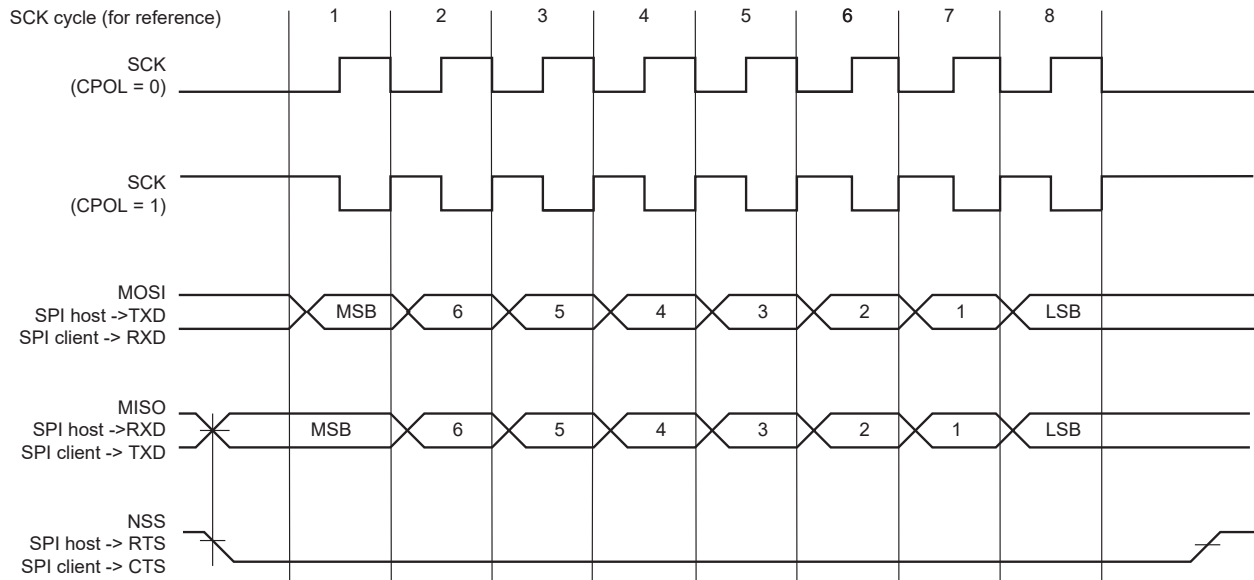 SCK cycle (for reference) 1 2 3 4 5 6 7 8
SCK
(CPOL = 0)
SCK
(CPOL = 1)
MOSI
SPI host ->TXD
SPI client -> RXD
MSB 6 5 4 3 2 1 LSB
MISO
SPI host ->RXD
SPI client -> TXD
MSB 6 5 4 3 2 1 LSB
NSS
SPI host -> RTS
SPI client -> CTS